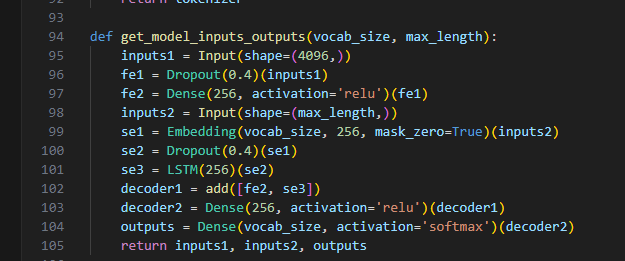 92 return tokenizer
93
94 def get_model_inputs_outputs(vocab_size, max_length):
95 inputs1 = Input(shape=(4096,))
96 fe1 = Dropout(0.4)(inputs1)
97 fe2 = Dense(256, activation='relu')(fe1)
98 inputs2 = Input(shape=(max_length,))
99 se1 = Embedding(vocab_size, 256, mask_zero=True)(inputs2)
100 se2 = Dropout(0.4)(se1)
101 se3 = LSTM(256)(se2)
102 decoder1 = add([fe2, se3])
103 decoder2 = Dense(256, activation='relu')(decoder1)
104 outputs = Dense(vocab_size, activation='softmax')(decoder2)
105 return inputs1, inputs2, outputs